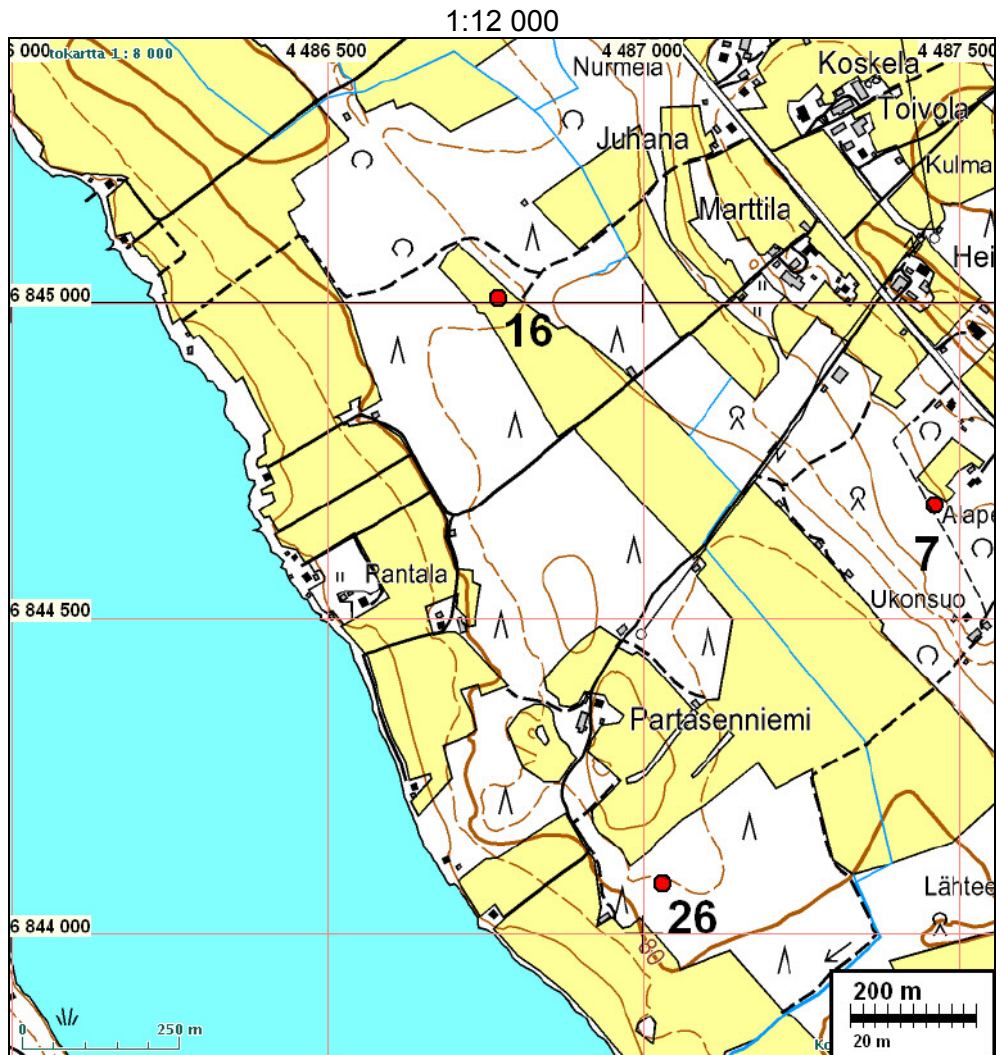 1:12 000
6 000
tokartta 1 : 8 000
4 486 500
4 487 000
4 487 500
Nurmela
Koskela
Toivola
Juhana
Kulma
Marttila
Hei
6 845 000
16
7
Alape
Rantala
Ukonsuo
6 844 500
Partasenniemi
Lähtee
26
6 844 000
80
200 m
20 m
0 250 m
Ko